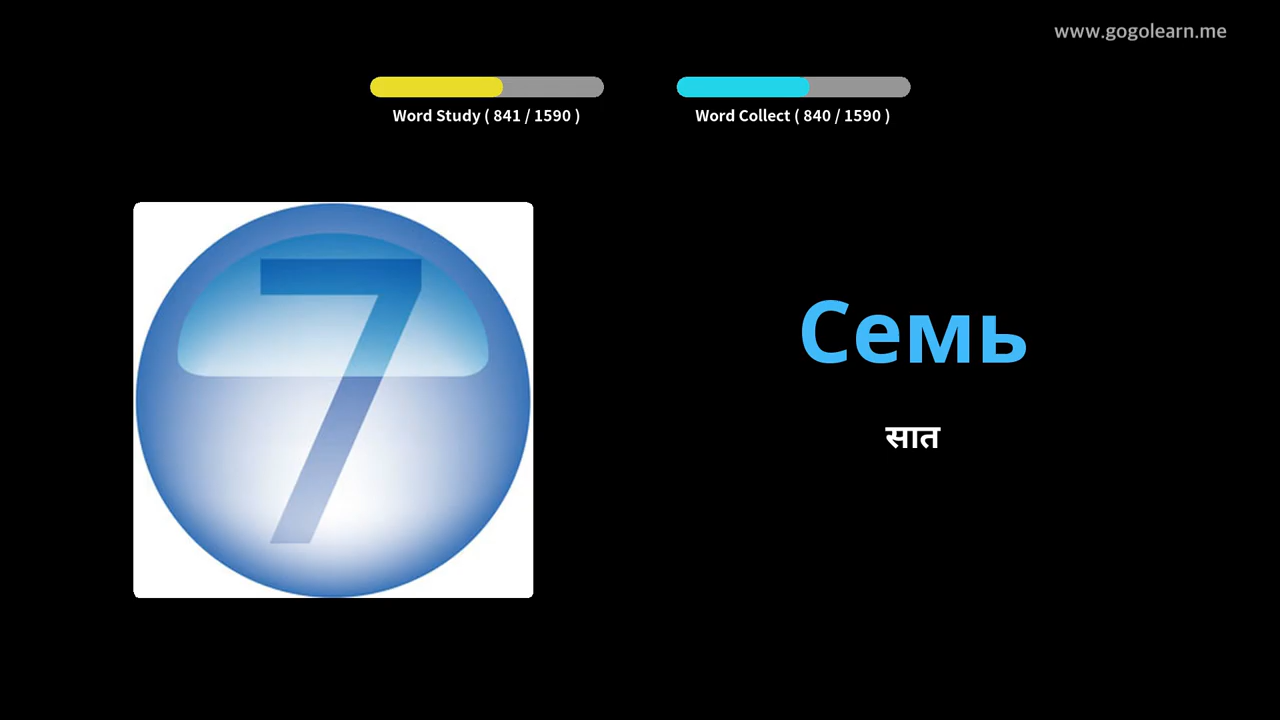 www.gogolearn.me
Word Study ( 841 / 1590 )
Word Collect ( 840 / 1590 )
7
Семь
सात